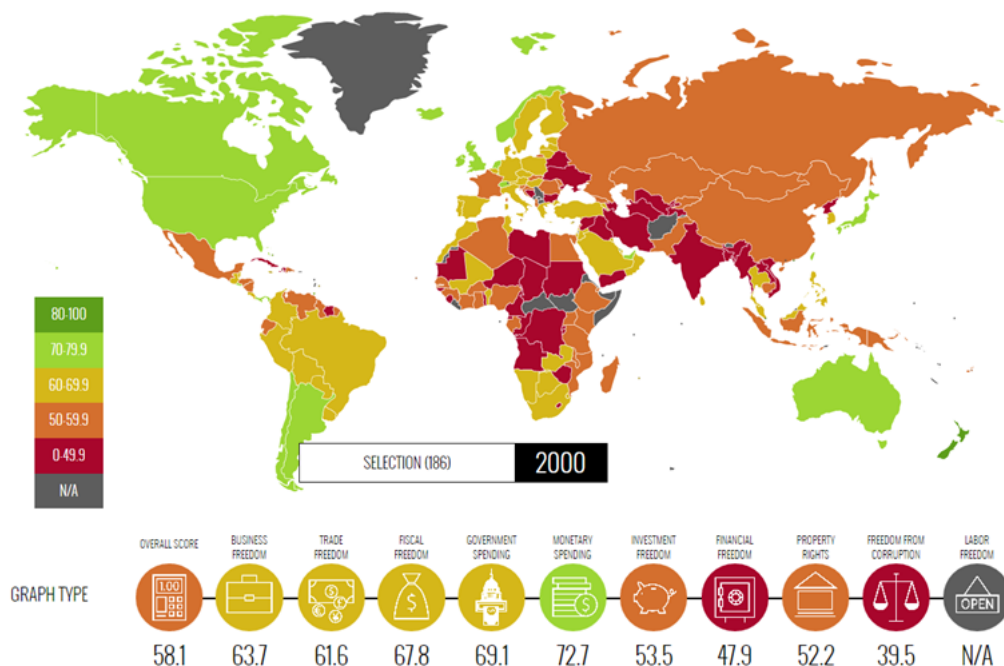 80-100
70-79.9
60-69.9
50-59.9
0-49.9
N/A
SELECTION (186)
2000
GRAPH TYPE
OVERALL SCORE
BUSINESS
FREEDOM
TRADE
FREEDOM
FISCAL
FREEDOM
GOVERNMENT
SPENDING
MONETARY
SPENDING
INVESTMENT
FREEDOM
FINANCIAL
FREEDOM
PROPERTY
RIGHTS
FREEDOM FROM
CORRUPTION
LABOR
FREEDOM
1.00
$
$
$
OPEN
58.1
63.7
61.6
67.8
69.1
72.7
53.5
47.9
52.2
39.5
N/A